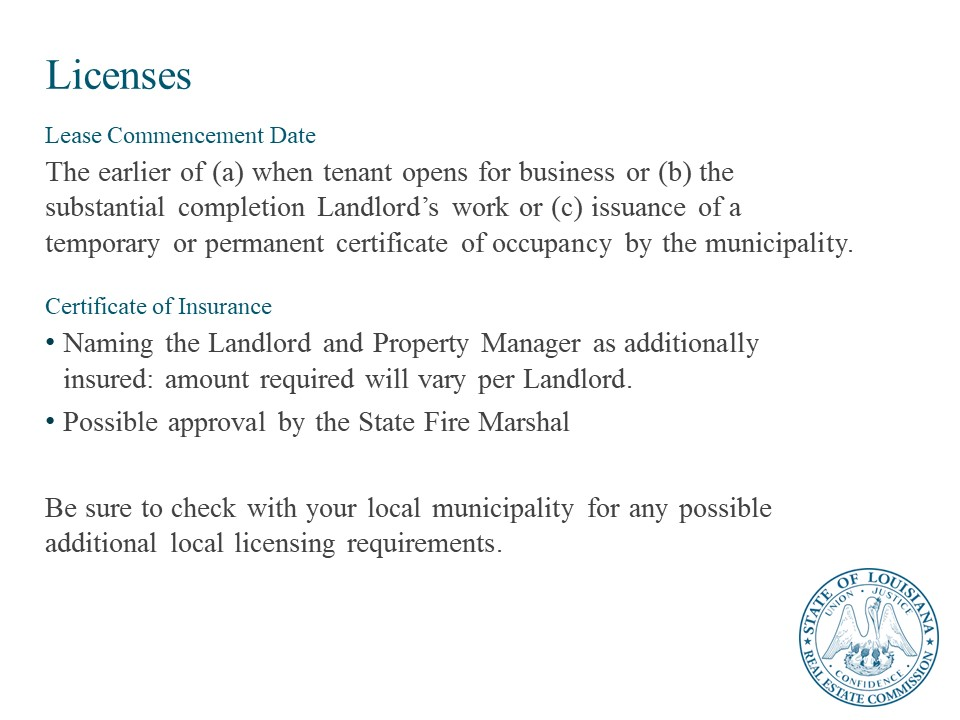 Licenses
Lease Commencement Date
The earlier of (a) when tenant opens for business or (b) the
substantial completion Landlord’s work or (c) issuance of a
temporary or permanent certificate of occupancy by the municipality.
Certificate of Insurance
• Naming the Landlord and Property Manager as additionally
insured: amount required will vary per Landlord.
• Possible approval by the State Fire Marshal
Be sure to check with your local municipality for any possible
additional local licensing requirements.
STATE OF LOUISIANA
UNION · JUSTICE
· CONFIDENCE ·
REAL ESTATE COMMISSION